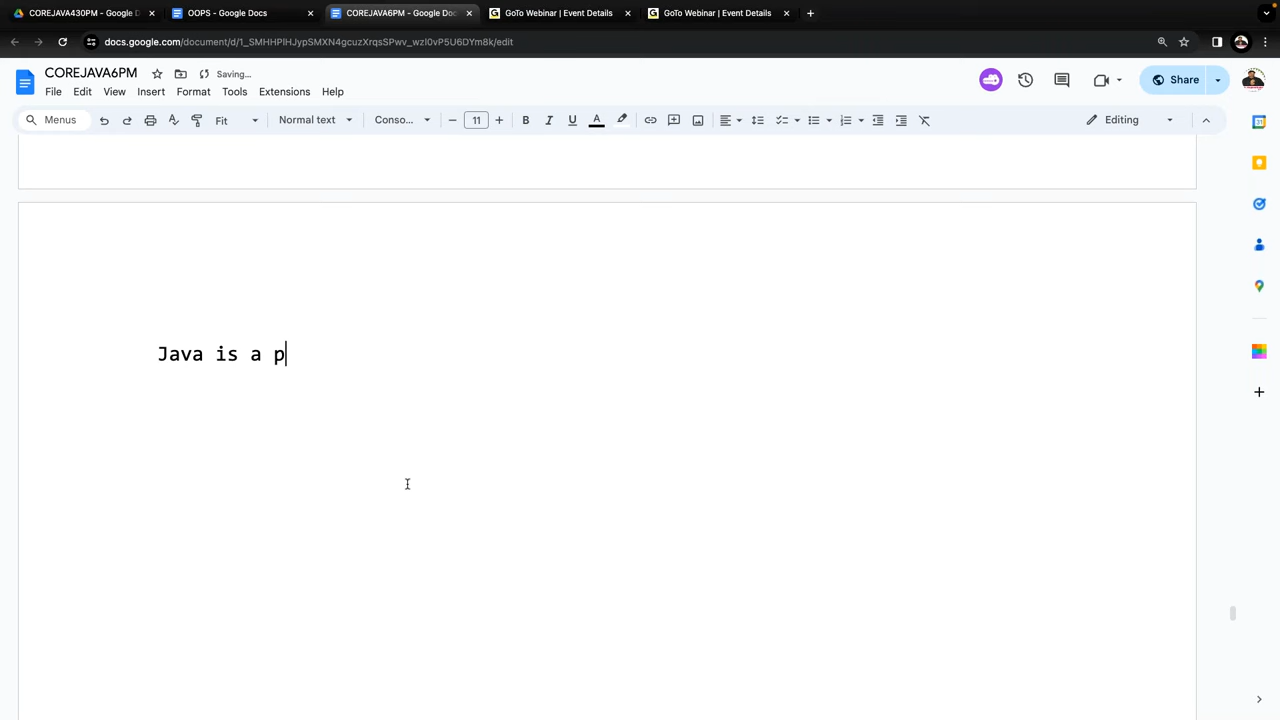 COREJAVA430PM - Google D
OOPS - Google Docs
COREJAVA6PM - Google Doc
GoTo Webinar | Event Details
GoTo Webinar | Event Details
docs.google.com/document/d/1_SMHHPlHJypSMXN4gcuzXrqsSPwv_wzI0vP5U6DYm8k/edit
COREJAVA6PM
Saving...
File Edit View Insert Format Tools Extensions Help
Share
Menus
Fit
Normal text
Conso...
11
Editing
Java is a p